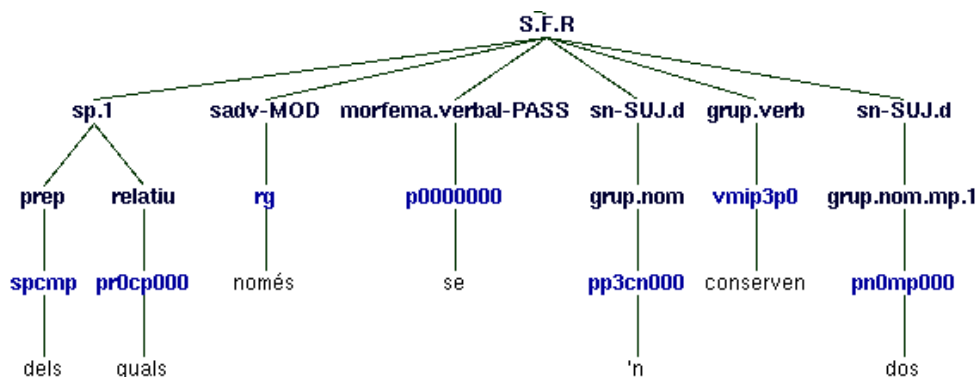 S.F.R
sp.1 sadv-MOD morfema.verbal-PASS sn-SUJ.d grup.verb sn-SUJ.d
prep relatiu rg p0000000 grup.nom vmip3p0 grup.nom.mp.1
spcmp pr0cp000 només se pp3cn000 conserven pn0mp000
dels quals 'n dos